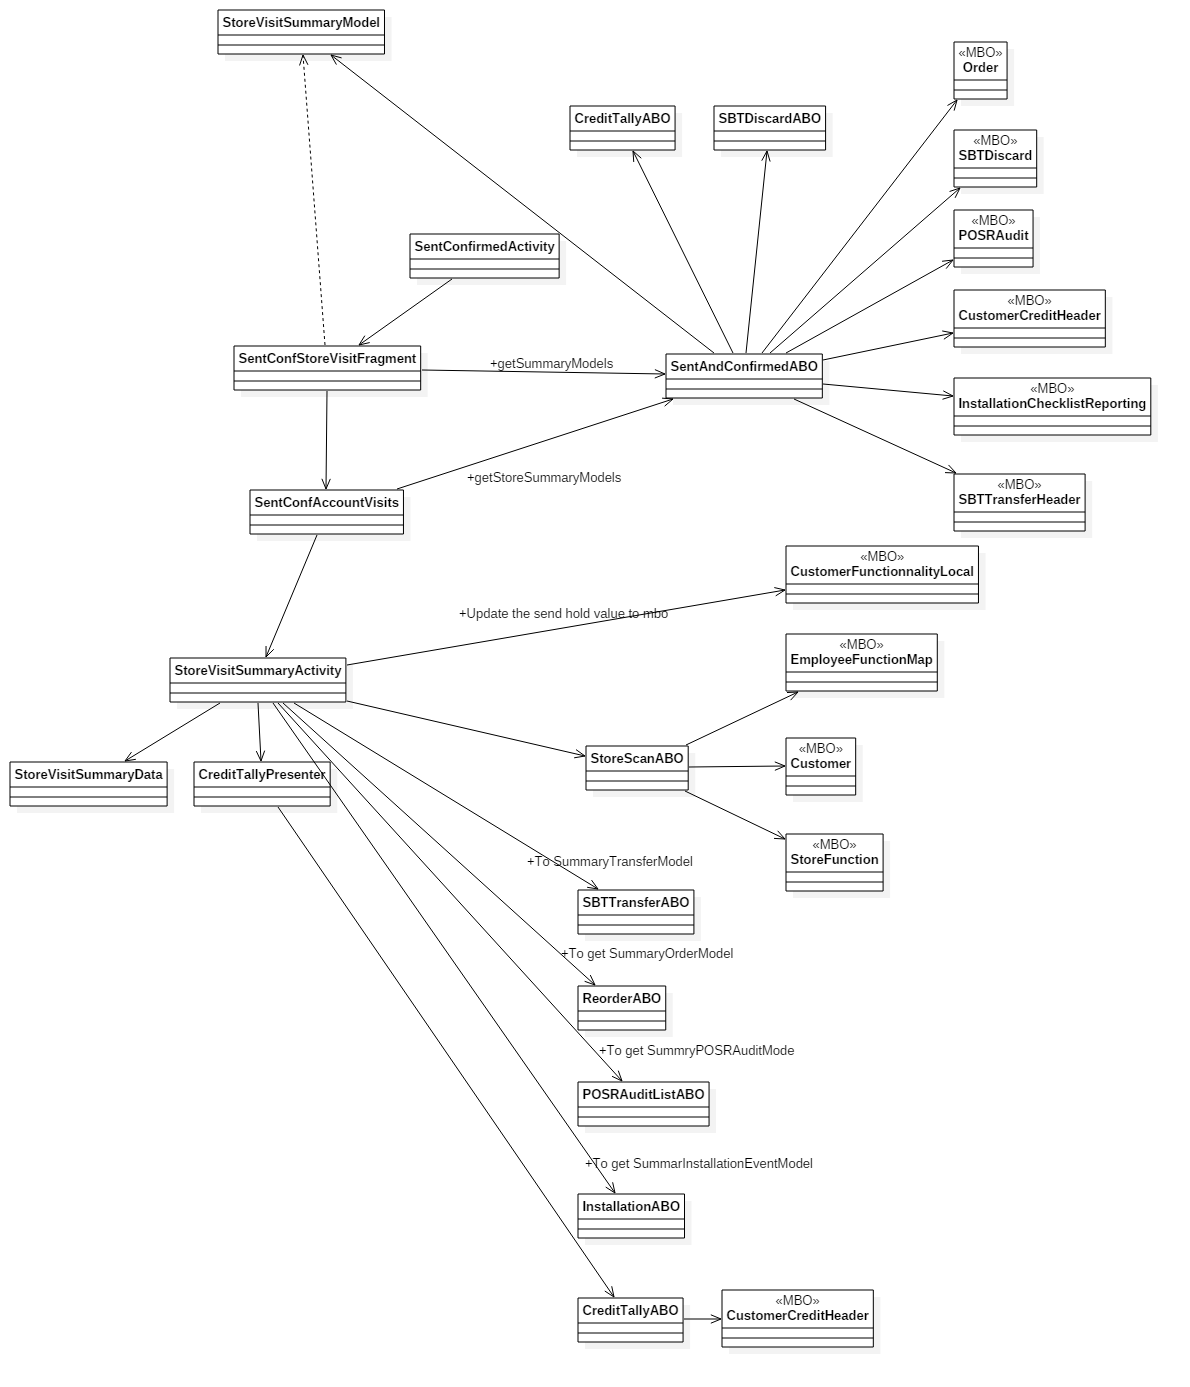 StoreVisitSummaryModel
«MBO»
Order
CreditTallyABO
SBTDiscardABO
«MBO»
SBTDiscard
«MBO»
POSRAudit
SentConfirmedActivity
«MBO»
CustomerCreditHeader
SentConfStoreVisitFragment
+getSummaryModels
SentAndConfirmedABO
«MBO»
InstallationChecklistReporting
+getStoreSummaryModels
«MBO»
SBTTransferHeader
SentConfAccountVisits
«MBO»
CustomerFunctionnalityLocal
+Update the send hold value to mbo
«MBO»
EmployeeFunctionMap
StoreVisitSummaryActivity
StoreScanABO
«MBO»
Customer
StoreVisitSummaryData
CreditTallyPresenter
«MBO»
StoreFunction
+To SummaryTransferModel
SBTTransferABO
+To get SummaryOrderModel
ReorderABO
+To get SummryPOSRAuditMode
POSRAuditListABO
+To get SummarInstallationEventModel
InstallationABO
CreditTallyABO
«MBO»
CustomerCreditHeader